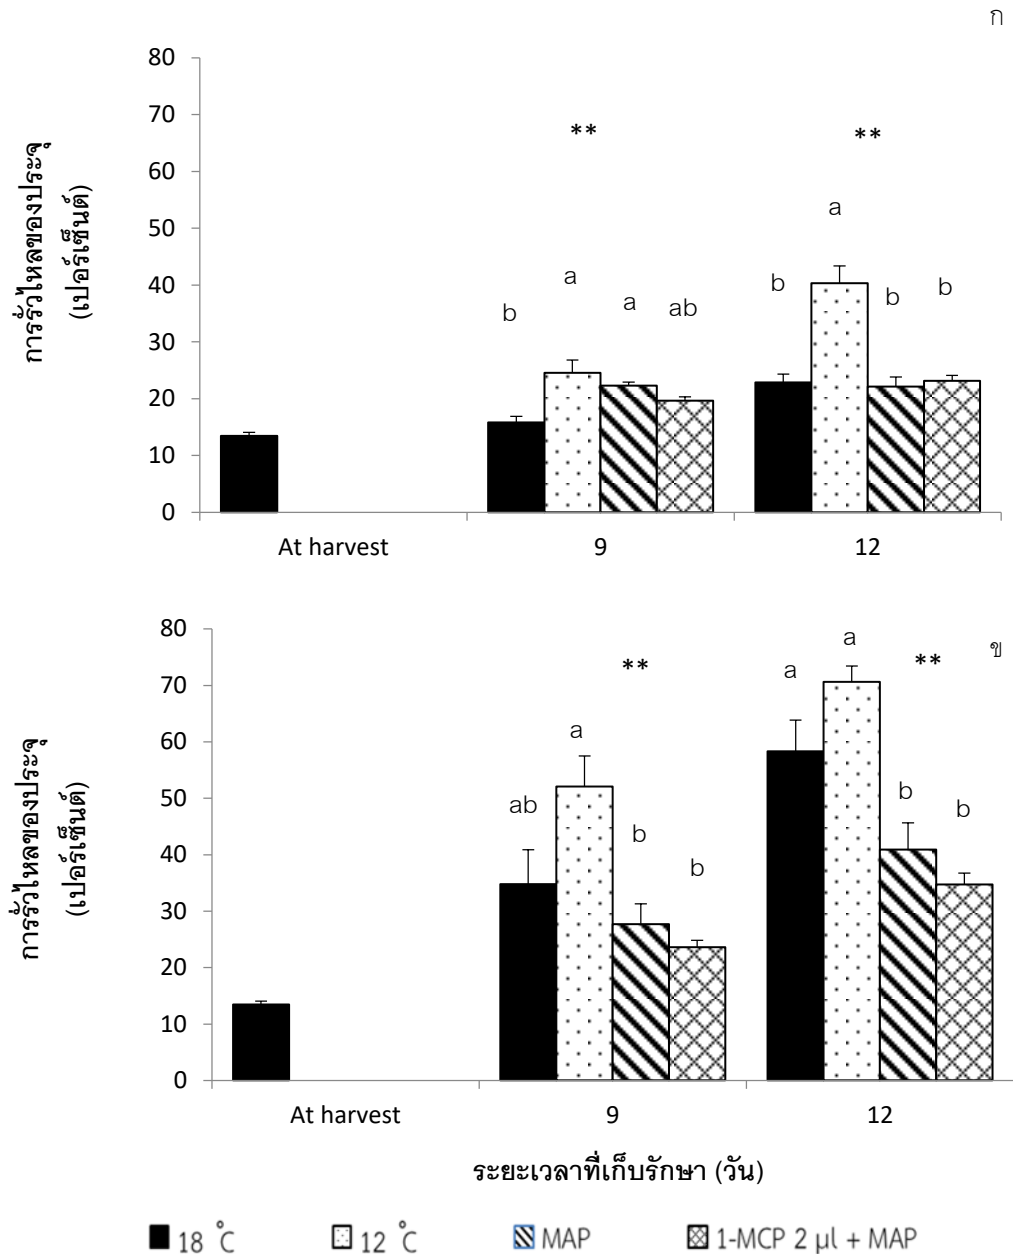 ก
80
70
60
50
40
30
20
10
0
การรั่วไหลของประจุ
(เปอร์เซ็นต์)
** **
b a a ab b a b b
At harvest 9 12
80
70
60
50
40
30
20
10
0
การรั่วไหลของประจุ
(เปอร์เซ็นต์)
ข
** **
ab a b b a a b b
At harvest 9 12
ระยะเวลาที่เก็บรักษา (วัน)
18 °C 12 °C MAP 1-MCP 2 µl + MAP